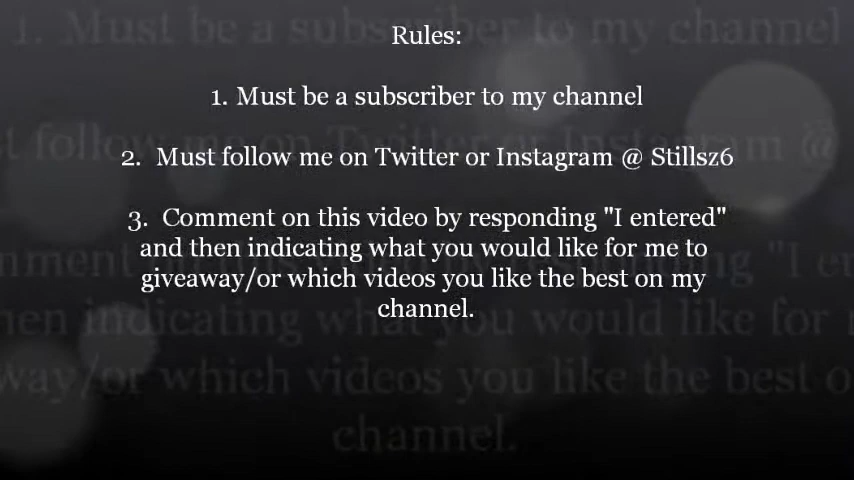 Rules:
1. Must be a subscriber to my channel
2. Must follow me on Twitter or Instagram @ Stillsz6
3. Comment on this video by responding "I entered"
and then indicating what you would like for me to
giveaway/or which videos you like the best on my
channel.